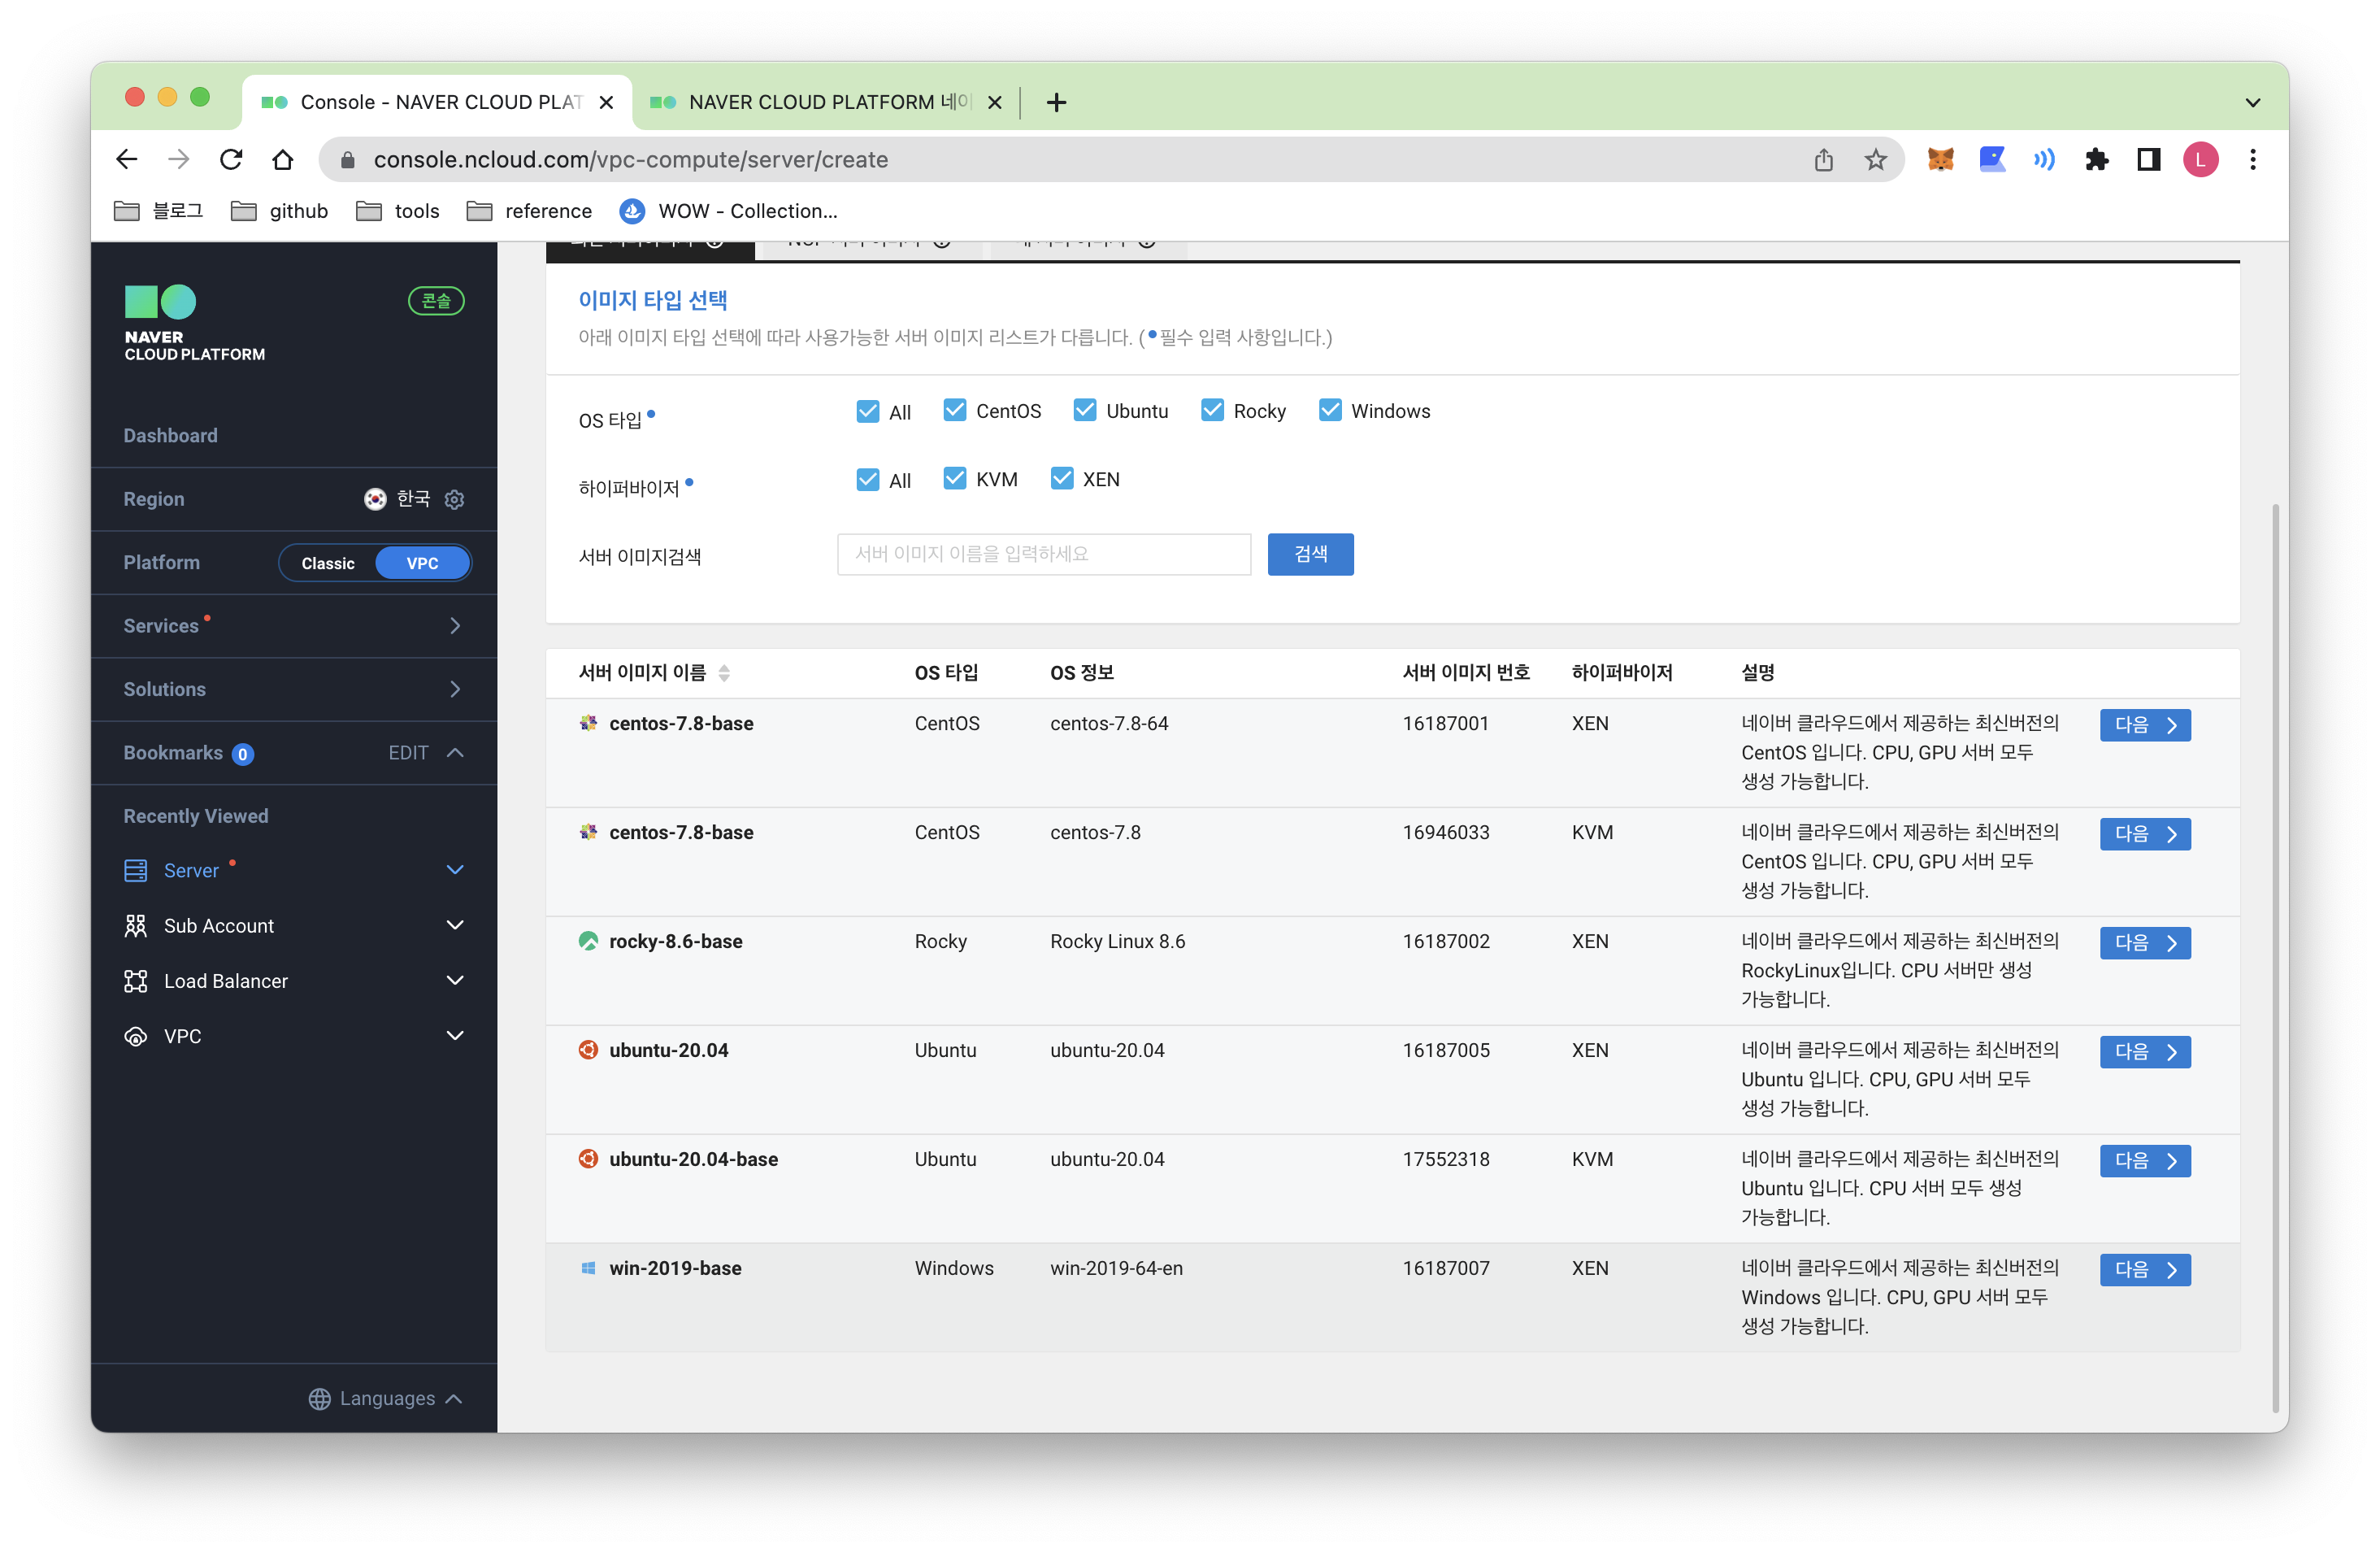 Console - NAVER CLOUD PLAT
NAVER CLOUD PLATFORM 네이
console.ncloud.com/vpc-compute/server/create
L
블로그
github
tools
reference
WOW - Collection...
NAVER
CLOUD PLATFORM
콘솔
Dashboard
Region
한국
Platform
Classic
VPC
Services
Solutions
Bookmarks 0
EDIT
Recently Viewed
Server
Sub Account
Load Balancer
VPC
Languages
이미지 타입 선택
아래 이미지 타입 선택에 따라 사용가능한 서버 이미지 리스트가 다릅니다. (•필수 입력 사항입니다.)
OS 타입•
All CentOS Ubuntu Rocky Windows
하이퍼바이저•
All KVM XEN
서버 이미지검색
서버 이미지 이름을 입력하세요
검색
서버 이미지 이름 OS 타입 OS 정보 서버 이미지 번호 하이퍼바이저 설명
centos-7.8-base CentOS centos-7.8-64 16187001 XEN 네이버 클라우드에서 제공하는 최신버전의 다음
CentOS 입니다. CPU, GPU 서버 모두
생성 가능합니다.
centos-7.8-base CentOS centos-7.8 16946033 KVM 네이버 클라우드에서 제공하는 최신버전의 다음
CentOS 입니다. CPU, GPU 서버 모두
생성 가능합니다.
rocky-8.6-base Rocky Rocky Linux 8.6 16187002 XEN 네이버 클라우드에서 제공하는 최신버전의 다음
RockyLinux입니다. CPU 서버만 생성
가능합니다.
ubuntu-20.04 Ubuntu ubuntu-20.04 16187005 XEN 네이버 클라우드에서 제공하는 최신버전의 다음
Ubuntu 입니다. CPU, GPU 서버 모두
생성 가능합니다.
ubuntu-20.04-base Ubuntu ubuntu-20.04 17552318 KVM 네이버 클라우드에서 제공하는 최신버전의 다음
Ubuntu 입니다. CPU 서버 모두 생성
가능합니다.
win-2019-base Windows win-2019-64-en 16187007 XEN 네이버 클라우드에서 제공하는 최신버전의 다음
Windows 입니다. CPU, GPU 서버 모두
생성 가능합니다.